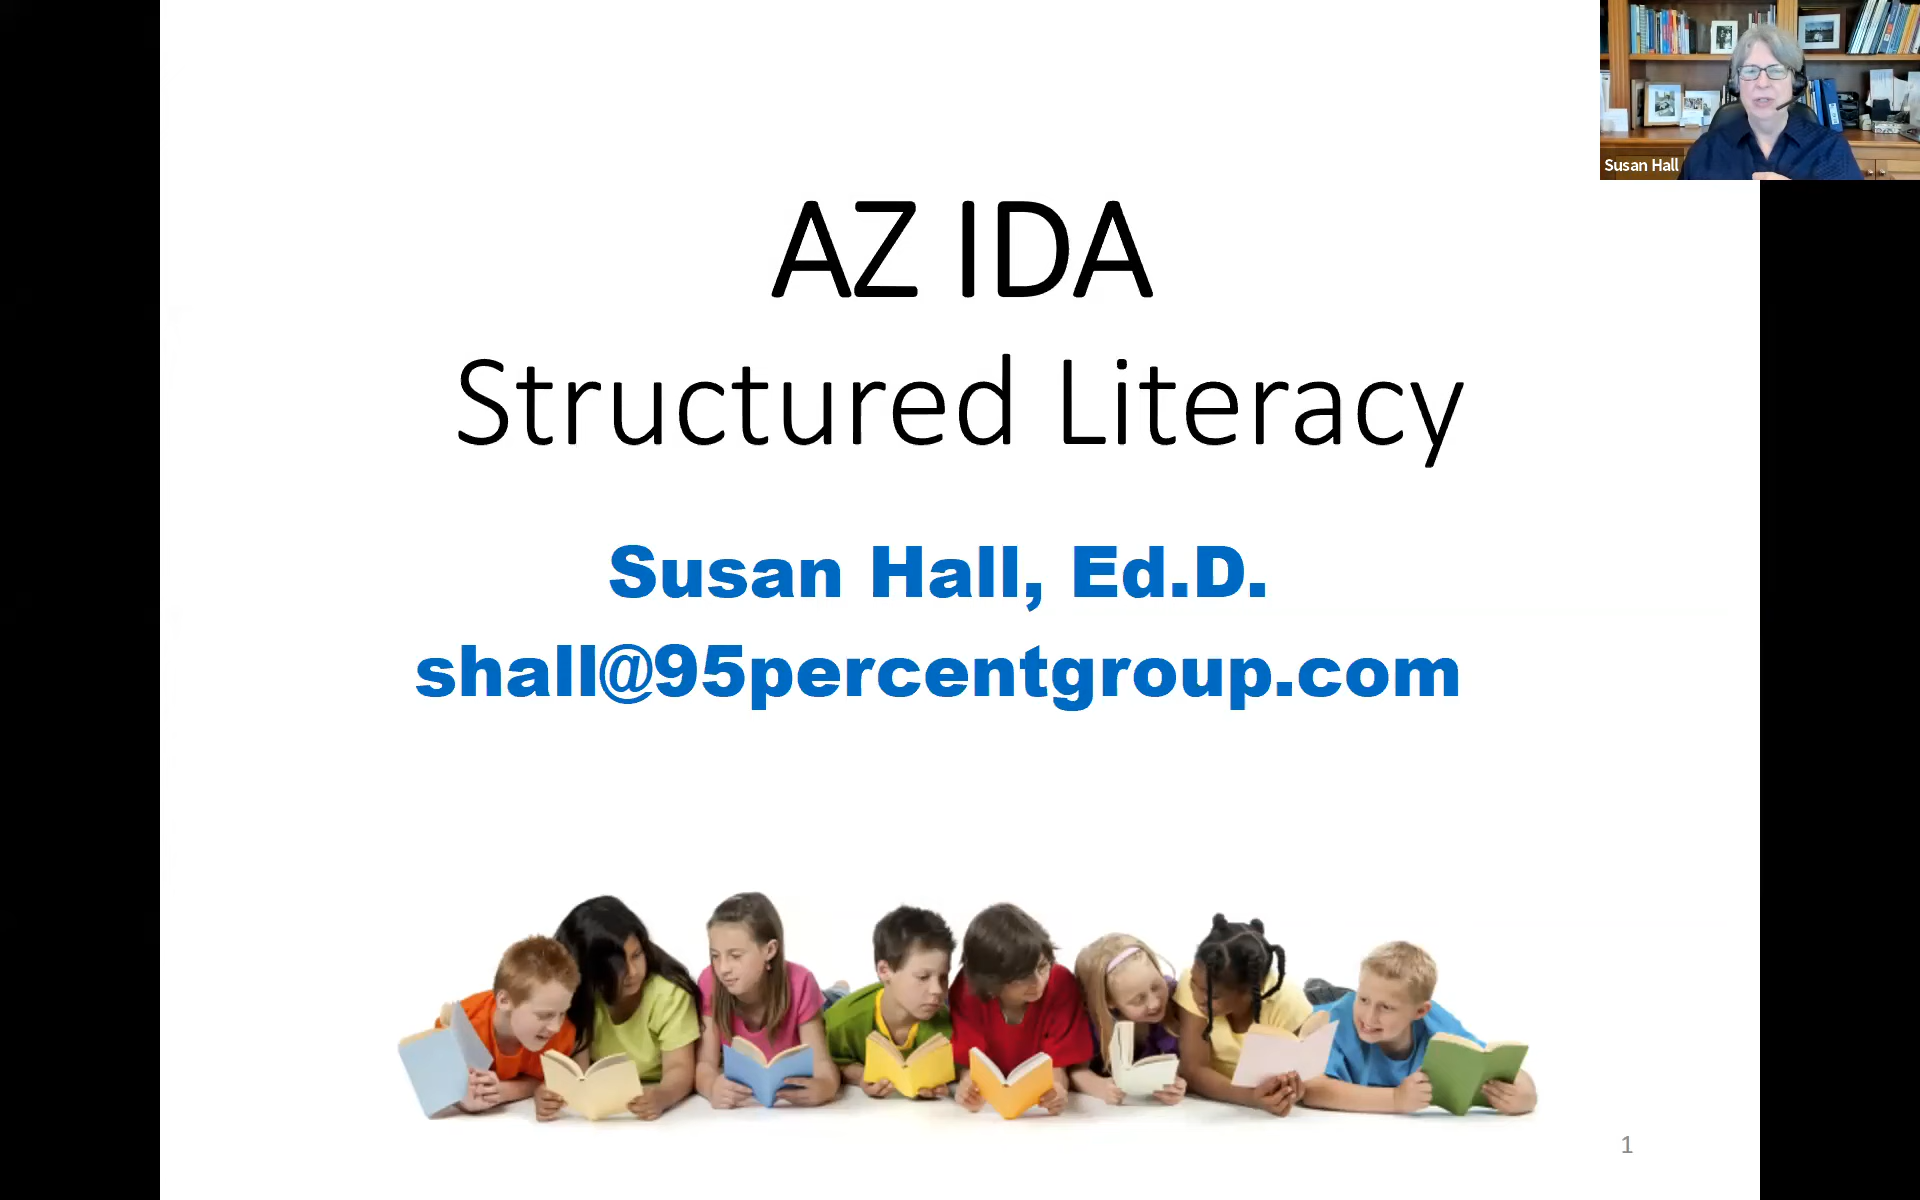 Susan Hall
AZ IDA
Structured Literacy
Susan Hall, Ed.D.
shall@95percentgroup.com
1